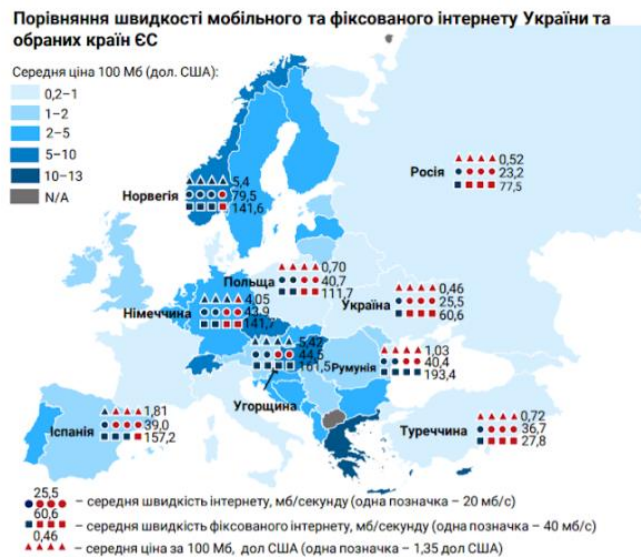 Порівняння швидкості мобільного та фіксованого інтернету України та
обраних країн ЄС
Середня ціна 100 Мб (дол. США):
0,2–1
1–2
2–5
5–10
10–13
N/A
Норвегія
5,4
79,5
141,6
Росія
0,52
23,2
77,5
Польща
0,70
40,7
111,7
Україна
0,46
25,5
60,6
Німеччина
4,05
43,9
141,7
Угорщина
5,42
44,5
161,5
Румунія
1,03
40,4
193,4
Іспанія
1,81
39,0
157,2
Туреччина
0,72
36,7
27,8
25,5
– середня швидкість інтернету, мб/секунду (одна позначка – 20 мб/с)
60,6
– середня швидкість фіксованого інтернету, мб/секунду (одна позначка – 40 мб/с)
0,46
– середня ціна за 100 Мб, дол США (одна позначка – 1,35 дол США)